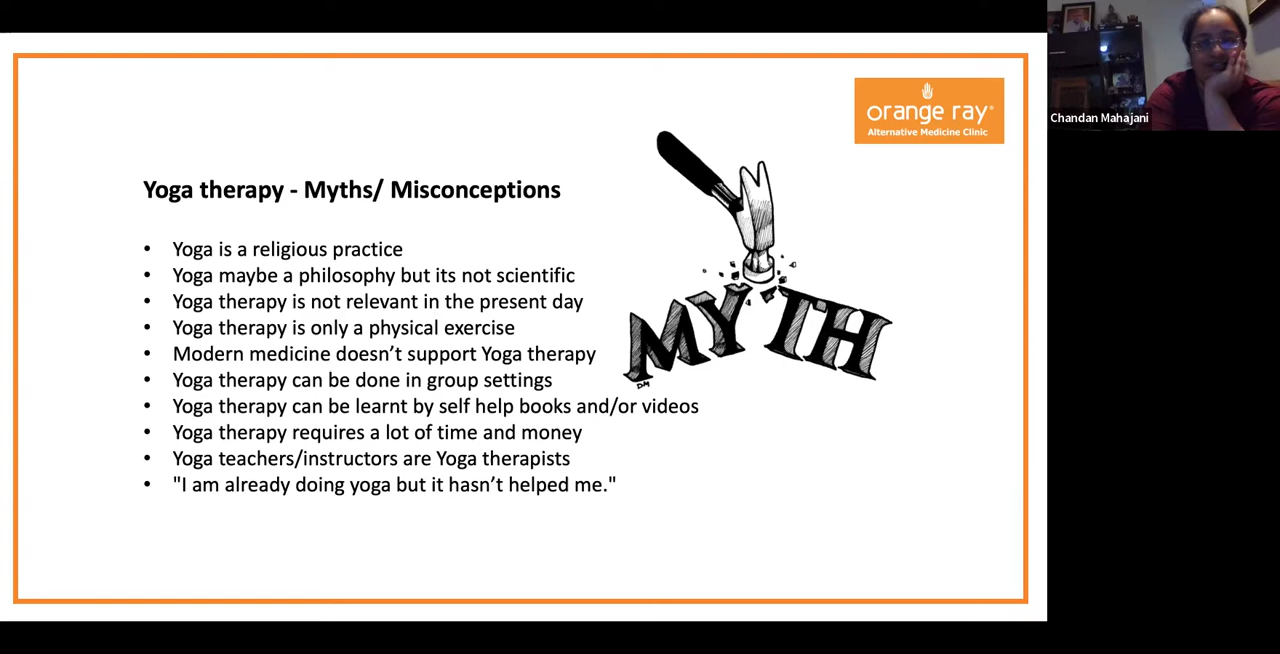 orange ray®
Alternative Medicine Clinic
Chandan Mahajani
Yoga therapy - Myths/ Misconceptions
• Yoga is a religious practice
• Yoga maybe a philosophy but its not scientific
• Yoga therapy is not relevant in the present day
• Yoga therapy is only a physical exercise
• Modern medicine doesn’t support Yoga therapy
• Yoga therapy can be done in group settings
• Yoga therapy can be learnt by self help books and/or videos
• Yoga therapy requires a lot of time and money
• Yoga teachers/instructors are Yoga therapists
• "I am already doing yoga but it hasn’t helped me."
MYTH